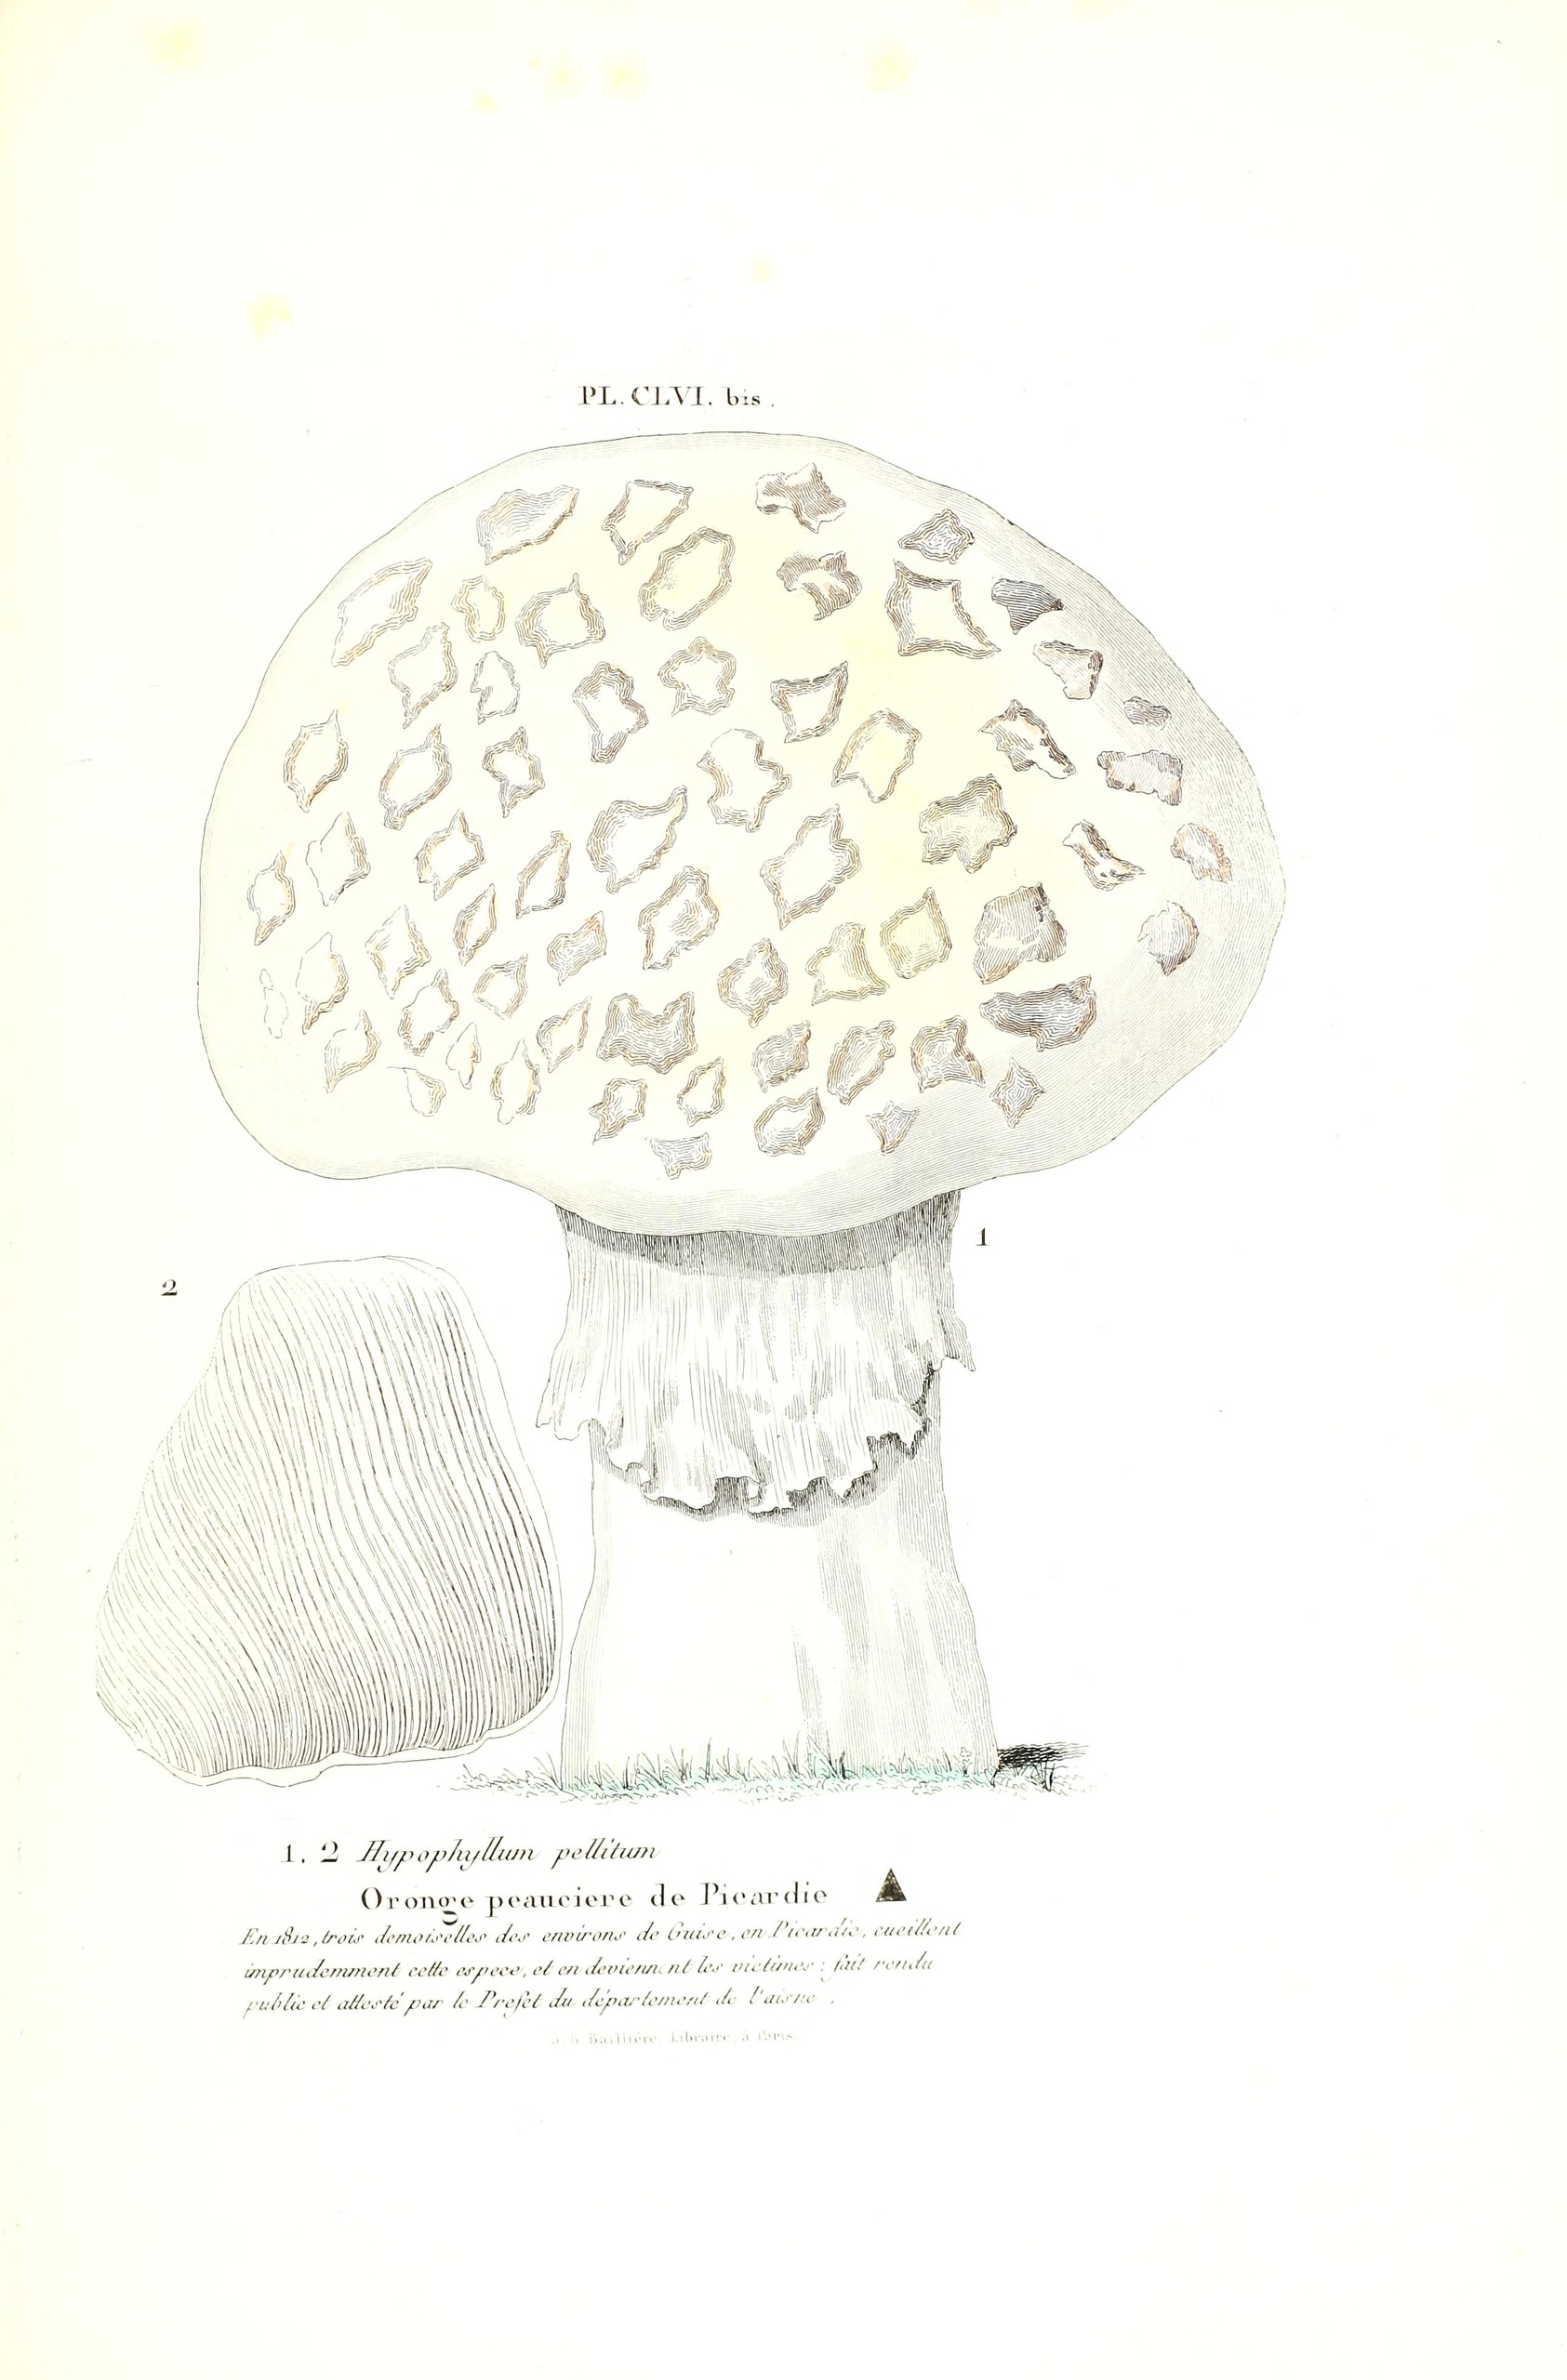 PL. CLVI. bis.
1
2
1. 2 Hypophyllum pellitum
Oronge peauciere de Picardie
En 1812, trois demoiselles des environs de Guise, en Picardie, cueillent
imprudemment cette espece, et en deviennent les victimes : fait rendu
public et attesté par le Prefet du département de l'aisne .
J. B. Baillière, Libraire, à Paris.